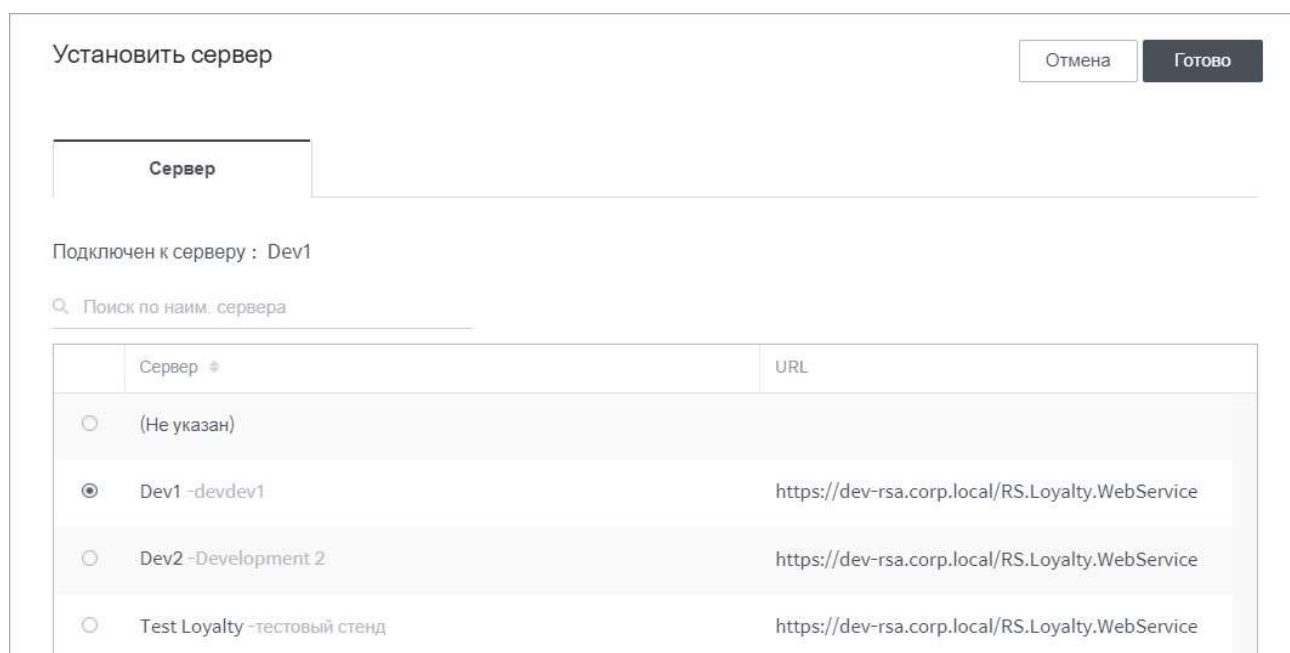 Установить сервер
Отмена
Готово
Сервер
Подключен к серверу : Dev1
Поиск по наим. сервера
Сервер URL
(Не указан)
Dev1 -devdev1 https://dev-rsa.corp.local/RS.Loyalty.WebService
Dev2 -Development 2 https://dev-rsa.corp.local/RS.Loyalty.WebService
Test Loyalty -тестовый стенд https://dev-rsa.corp.local/RS.Loyalty.WebService